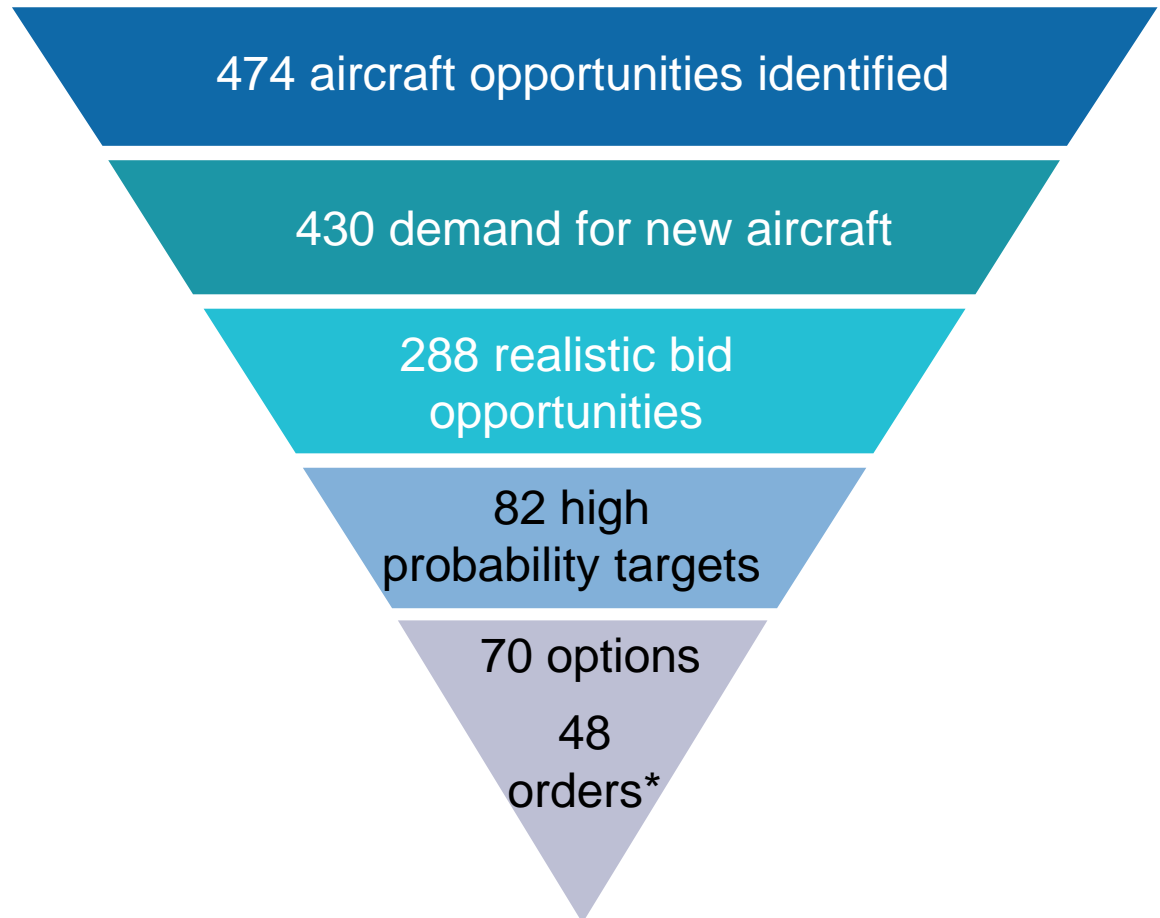 474 aircraft opportunities identified
430 demand for new aircraft
288 realistic bid
opportunities
82 high
probability targets
70 options
48
orders*